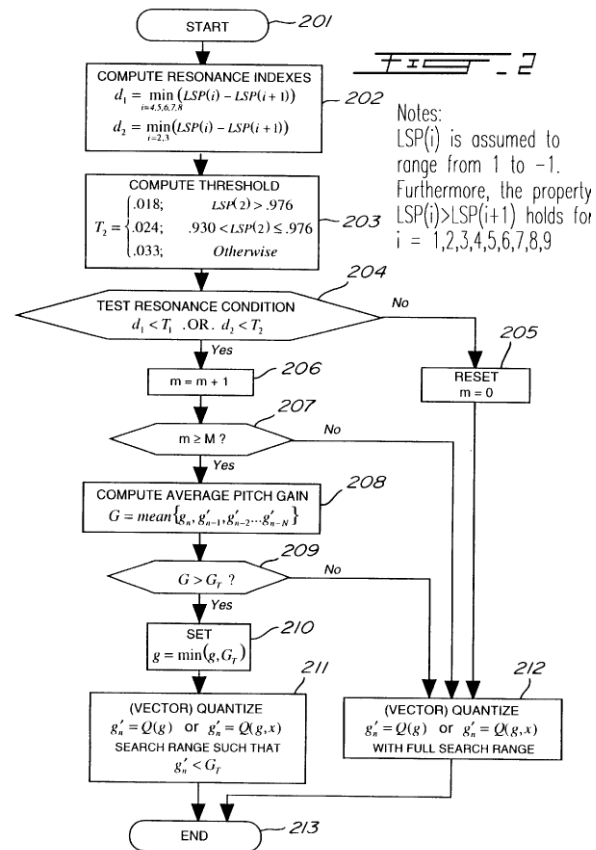 START
201
Fig. 2
COMPUTE RESONANCE INDEXES
d₁ = min (LSP(i) − LSP(i+1))
i=4,5,6,7,8
d₂ = min (LSP(i) − LSP(i+1))
i=2,3
202
Notes:
LSP(i) is assumed to
range from 1 to −1.
Furthermore, the property
LSP(i)>LSP(i+1) holds for
i = 1,2,3,4,5,6,7,8,9
COMPUTE THRESHOLD
.018; LSP(2) > .976
T₂ = { .024; .930 < LSP(2) ≤ .976
.033; Otherwise
203
204
TEST RESONANCE CONDITION
d₁ < T₁ .OR. d₂ < T₂
No
Yes
205
RESET
m = 0
m = m + 1
206
207
m ≥ M ?
No
Yes
208
COMPUTE AVERAGE PITCH GAIN
G = mean{gₙ, g′ₙ₋₁, g′ₙ₋₂...g′ₙ₋N}
209
G > G_T ?
No
Yes
210
SET
g = min(g, G_T)
211
(VECTOR) QUANTIZE
g′ₙ = Q(g) or g′ₙ = Q(g,x)
SEARCH RANGE SUCH THAT
g′ₙ < G_T
212
(VECTOR) QUANTIZE
g′ₙ = Q(g) or g′ₙ = Q(g,x)
WITH FULL SEARCH RANGE
END
213